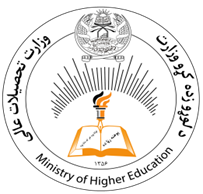 وزارت تحصیلات عالی
د لوړو زده کړو وزارت
۱۳۵۶
Ministry of Higher Education